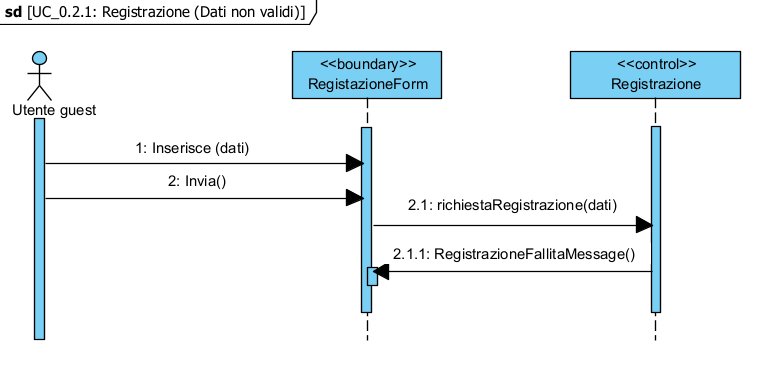 sd [UC_0.2.1: Registrazione (Dati non validi)]
<<boundary>>
RegistazioneForm
<<control>>
Registrazione
Utente guest
1: Inserisce (dati)
2: Invia()
2.1: richiestaRegistrazione(dati)
2.1.1: RegistrazioneFallitaMessage()